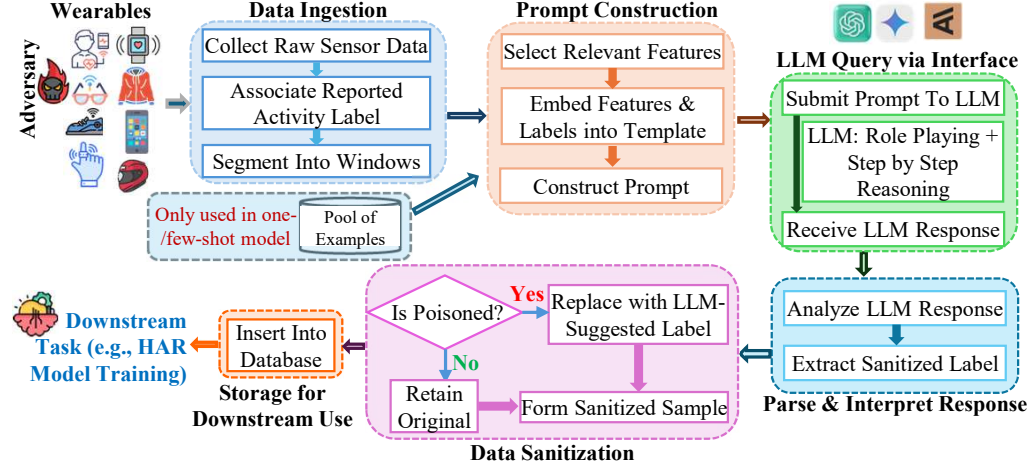 Wearables
Adversary
Data Ingestion
Collect Raw Sensor Data
Associate Reported
Activity Label
Segment Into Windows
Only used in one-
/few-shot model
Pool of
Examples
Prompt Construction
Select Relevant Features
Embed Features &
Labels into Template
Construct Prompt
LLM Query via Interface
Submit Prompt To LLM
LLM: Role Playing +
Step by Step
Reasoning
Receive LLM Response
Analyze LLM Response
Extract Sanitized Label
Parse & Interpret Response
Is Poisoned?
Yes
Replace with LLM-
Suggested Label
No
Retain
Original
Form Sanitized Sample
Data Sanitization
Insert Into
Database
Storage for
Downstream Use
Downstream
Task (e.g., HAR
Model Training)